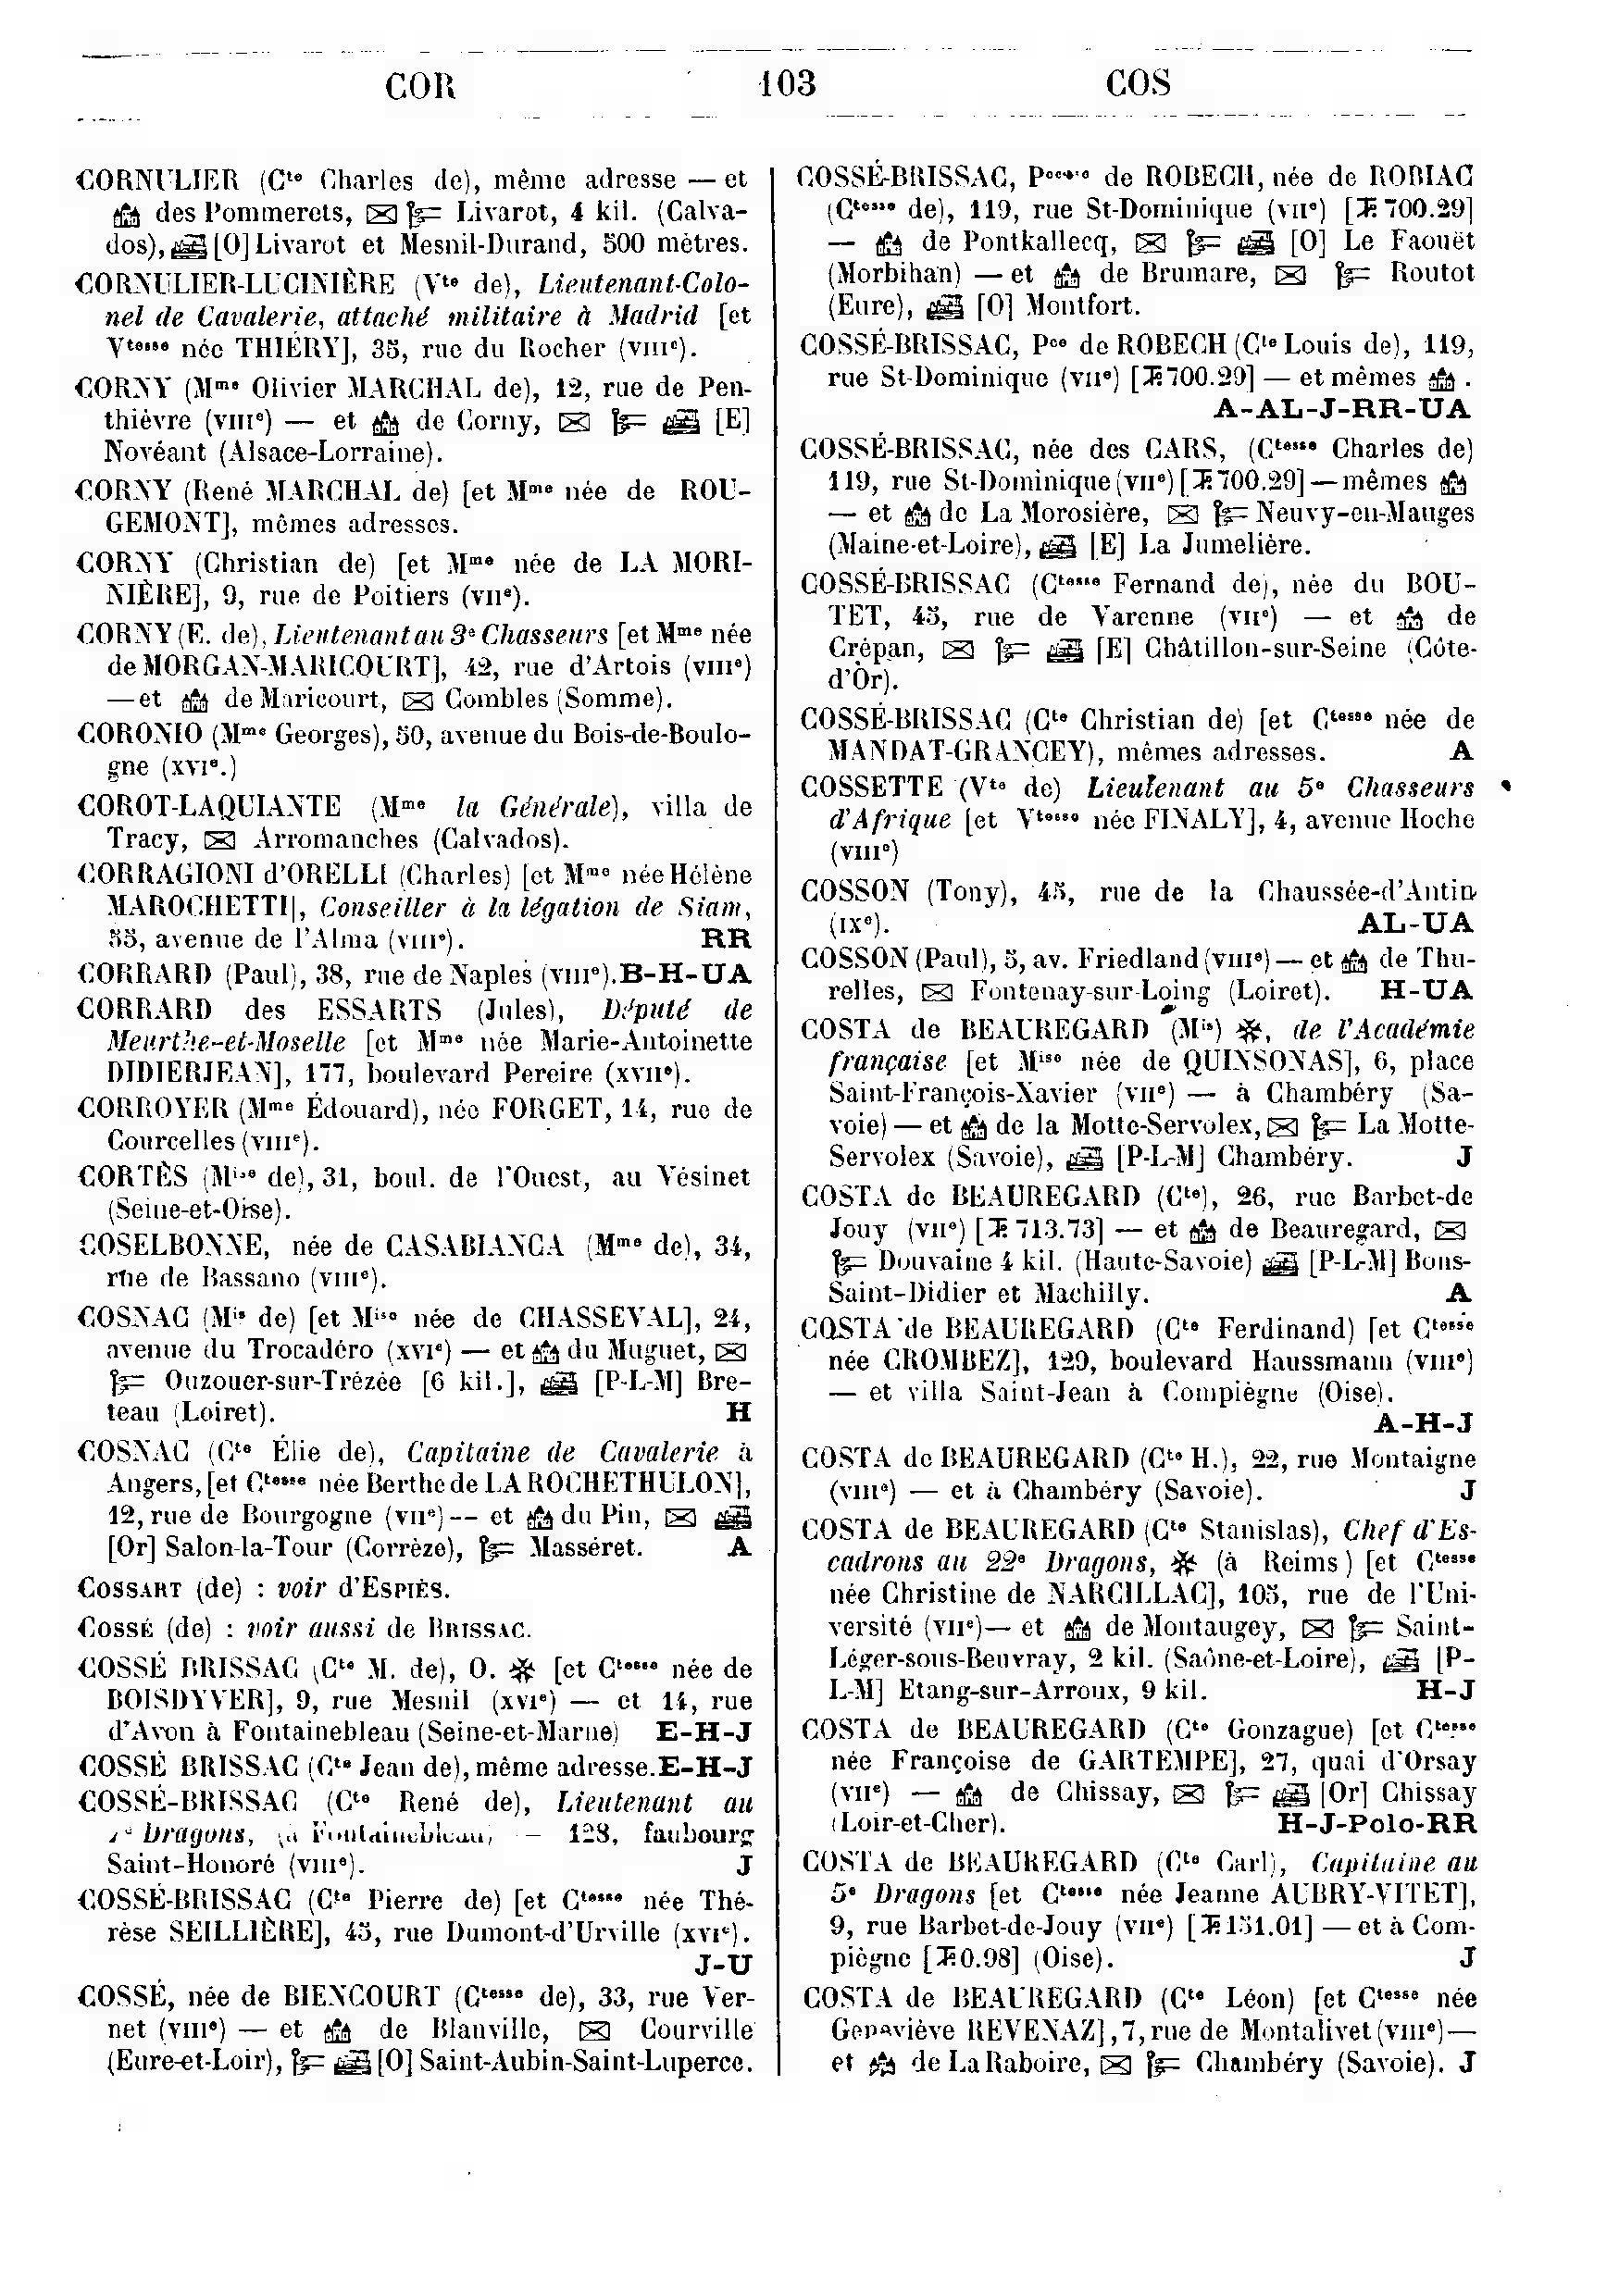 COR 103 COS
CORNULIER (Cte Charles de), même adresse — et
des Pommerets, Livarot, 4 kil. (Calva-
dos), [O] Livarot et Mesnil-Durand, 500 mètres.
CORNULIER-LUCINIÈRE (Vte de), Lieutenant-Colo-
nel de Cavalerie, attaché militaire à Madrid [et
Vtesse née THIÉRY], 35, rue du Rocher (VIIIe).
CORNY (Mme Olivier MARCHAL de), 12, rue de Pen-
thièvre (VIIIe) — et de Corny, [E]
Novéant (Alsace-Lorraine).
CORNY (René MARCHAL de) [et Mme née de ROU-
GEMONT], mêmes adresses.
CORNY (Christian de) [et Mme née de LA MORI-
NIÈRE], 9, rue de Poitiers (VIIe).
CORNY (E. de), Lieutenant au 3e Chasseurs [et Mme née
de MORGAN-MARICOURT], 42, rue d'Artois (VIIIe)
— et de Maricourt, Combles (Somme).
CORONIO (Mme Georges), 50, avenue du Bois-de-Boulo-
gne (XVIe.)
COROT-LAQUIANTE (Mme la Générale), villa de
Tracy, Arromanches (Calvados).
CORRAGIONI d'ORELLI (Charles) [et Mme née Hélène
MAROCHETTI], Conseiller à la légation de Siam,
55, avenue de l'Alma (VIIIe). RR
CORRARD (Paul), 38, rue de Naples (VIIIe). B-H-UA
CORRARD des ESSARTS (Jules), Député de
Meurthe-et-Moselle [et Mme née Marie-Antoinette
DIDIERJEAN], 177, boulevard Pereire (XVIIe).
CORROYER (Mme Édouard), née FORGET, 14, rue de
Courcelles (VIIIe).
CORTÈS (Mise de), 31, boul. de l'Ouest, au Vésinet
(Seine-et-Oise).
COSELBONNE, née de CASABIANCA (Mme de), 34,
rue de Bassano (VIIIe).
COSNAC (Mis de) [et Mise née de CHASSEVAL], 24,
avenue du Trocadéro (XVIe) — et du Muguet,
Ouzouer-sur-Trézée [6 kil.], [P-L-M] Bre-
teau (Loiret). H
COSNAC (Cte Élie de), Capitaine de Cavalerie à
Angers, [et Ctesse née Berthe de LA ROCHETHULON],
12, rue de Bourgogne (VIIe) -- et du Pin,
[Or] Salon-la-Tour (Corrèze), Masséret. A
COSSART (de) : voir d'ESPIÈS.
COSSÉ (de) : voir aussi de BRISSAC.
COSSÉ BRISSAC (Cte M. de), O. ✻ [et Ctesse née de
BOISDYVER], 9, rue Mesnil (XVIe) — et 14, rue
d'Avon à Fontainebleau (Seine-et-Marne) E-H-J
COSSÉ BRISSAC (Cte Jean de), même adresse. E-H-J
COSSÉ-BRISSAC (Cte René de), Lieutenant au
Dragons, (à Fontainebleau) — 128, faubourg
Saint-Honoré (VIIIe). J
COSSÉ-BRISSAC (Cte Pierre de) [et Ctesse née Thé-
rèse SEILLIÈRE], 45, rue Dumont-d'Urville (XVIe).
J-U
COSSÉ, née de BIENCOURT (Ctesse de), 33, rue Ver-
net (VIIIe) — et de Blanville, Courville
(Eure-et-Loir), [O] Saint-Aubin-Saint-Luperce.
COSSÉ-BRISSAC, Pcesse de ROBECH, née de ROBIAC
(Ctesse de), 119, rue St-Dominique (VIIe) [T. 700.29]
— de Pontkallecq, [O] Le Faouët
(Morbihan) — et de Brumare, Routot
(Eure), [O] Montfort.
COSSÉ-BRISSAC, Pce de ROBECH (Cte Louis de), 119,
rue St-Dominique (VIIe) [T. 700.29] — et mêmes .
A-AL-J-RR-UA
COSSÉ-BRISSAC, née des CARS, (Ctesse Charles de)
119, rue St-Dominique (VIIe) [T. 700.29] — mêmes
— et de La Morosière, Neuvy-en-Mauges
(Maine-et-Loire), [E] La Jumelière.
COSSÉ-BRISSAC (Ctesse Fernand de), née du BOU-
TET, 45, rue de Varenne (VIIe) — et de
Crépan, [E] Châtillon-sur-Seine (Côte-
d'Or).
COSSÉ-BRISSAC (Cte Christian de) [et Ctesse née de
MANDAT-GRANCEY), mêmes adresses. A
COSSETTE (Vte de) Lieutenant au 5e Chasseurs
d'Afrique [et Vtesse née FINALY], 4, avenue Hoche
(VIIIe)
COSSON (Tony), 45, rue de la Chaussée-d'Antin
(IXe). AL-UA
COSSON (Paul), 5, av. Friedland (VIIIe) — et de Thu-
relles, Fontenay-sur-Loing (Loiret). H-UA
COSTA de BEAUREGARD (Mis) ✻, de l'Académie
française [et Mise née de QUINSONAS], 6, place
Saint-François-Xavier (VIIe) — à Chambéry (Sa-
voie) — et de la Motte-Servolex, La Motte-
Servolex (Savoie), [P-L-M] Chambéry. J
COSTA de BEAUREGARD (Cte), 26, rue Barbet-de
Jouy (VIIe) [T. 713.73] — et de Beauregard,
Douvaine 4 kil. (Haute-Savoie) [P-L-M] Bons-
Saint-Didier et Machilly. A
COSTA de BEAUREGARD (Cte Ferdinand) [et Ctesse
née CROMBEZ], 129, boulevard Haussmann (VIIIe)
— et villa Saint-Jean à Compiègne (Oise).
A-H-J
COSTA de BEAUREGARD (Cte H.), 22, rue Montaigne
(VIIIe) — et à Chambéry (Savoie). J
COSTA de BEAUREGARD (Cte Stanislas), Chef d'Es-
cadrons au 22e Dragons, ✻ (à Reims) [et Ctesse
née Christine de NARCILLAC], 105, rue de l'Uni-
versité (VIIe) — et de Montaugey, Saint-
Léger-sous-Beuvray, 2 kil. (Saône-et-Loire), [P-
L-M] Etang-sur-Arroux, 9 kil. H-J
COSTA de BEAUREGARD (Cte Gonzague) [et Ctesse
née Françoise de GARTEMPE], 27, quai d'Orsay
(VIIe) — de Chissay, [Or] Chissay
(Loir-et-Cher). H-J-Polo-RR
COSTA de BEAUREGARD (Cte Carl), Capitaine au
5e Dragons [et Ctesse née Jeanne AUBRY-VITET],
9, rue Barbet-de-Jouy (VIIe) [T. 151.01] — et à Com-
piègne [T. 0.98] (Oise). J
COSTA de BEAUREGARD (Cte Léon) [et Ctesse née
Geneviève REVENAZ], 7, rue de Montalivet (VIIIe) —
et de La Raboire, Chambéry (Savoie). J